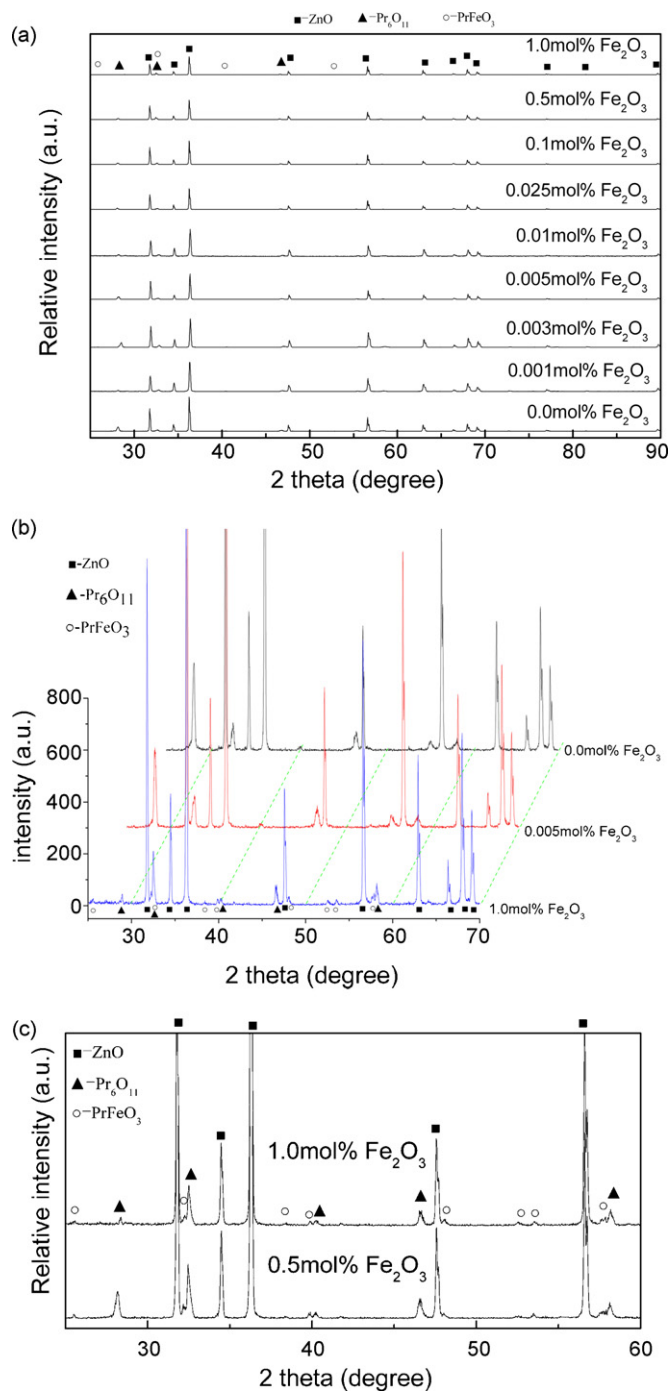 ■–ZnO ▲–Pr₆O₁₁ ○–PrFeO₃
(a)
1.0mol% Fe₂O₃
0.5mol% Fe₂O₃
0.1mol% Fe₂O₃
0.025mol% Fe₂O₃
0.01mol% Fe₂O₃
0.005mol% Fe₂O₃
0.003mol% Fe₂O₃
0.001mol% Fe₂O₃
0.0mol% Fe₂O₃
Relative intensity (a.u.)
30 40 50 60 70 80 90
2 theta (degree)
(b)
■-ZnO
▲-Pr₆O₁₁
○-PrFeO₃
800
600
400
200
0
intensity (a.u.)
0.0mol% Fe₂O₃
0.005mol% Fe₂O₃
1.0mol% Fe₂O₃
30 40 50 60 70
2 theta (degree)
(c)
■–ZnO
▲–Pr₆O₁₁
○–PrFeO₃
1.0mol% Fe₂O₃
0.5mol% Fe₂O₃
Relative intensity (a.u.)
30 40 50 60
2 theta (degree)